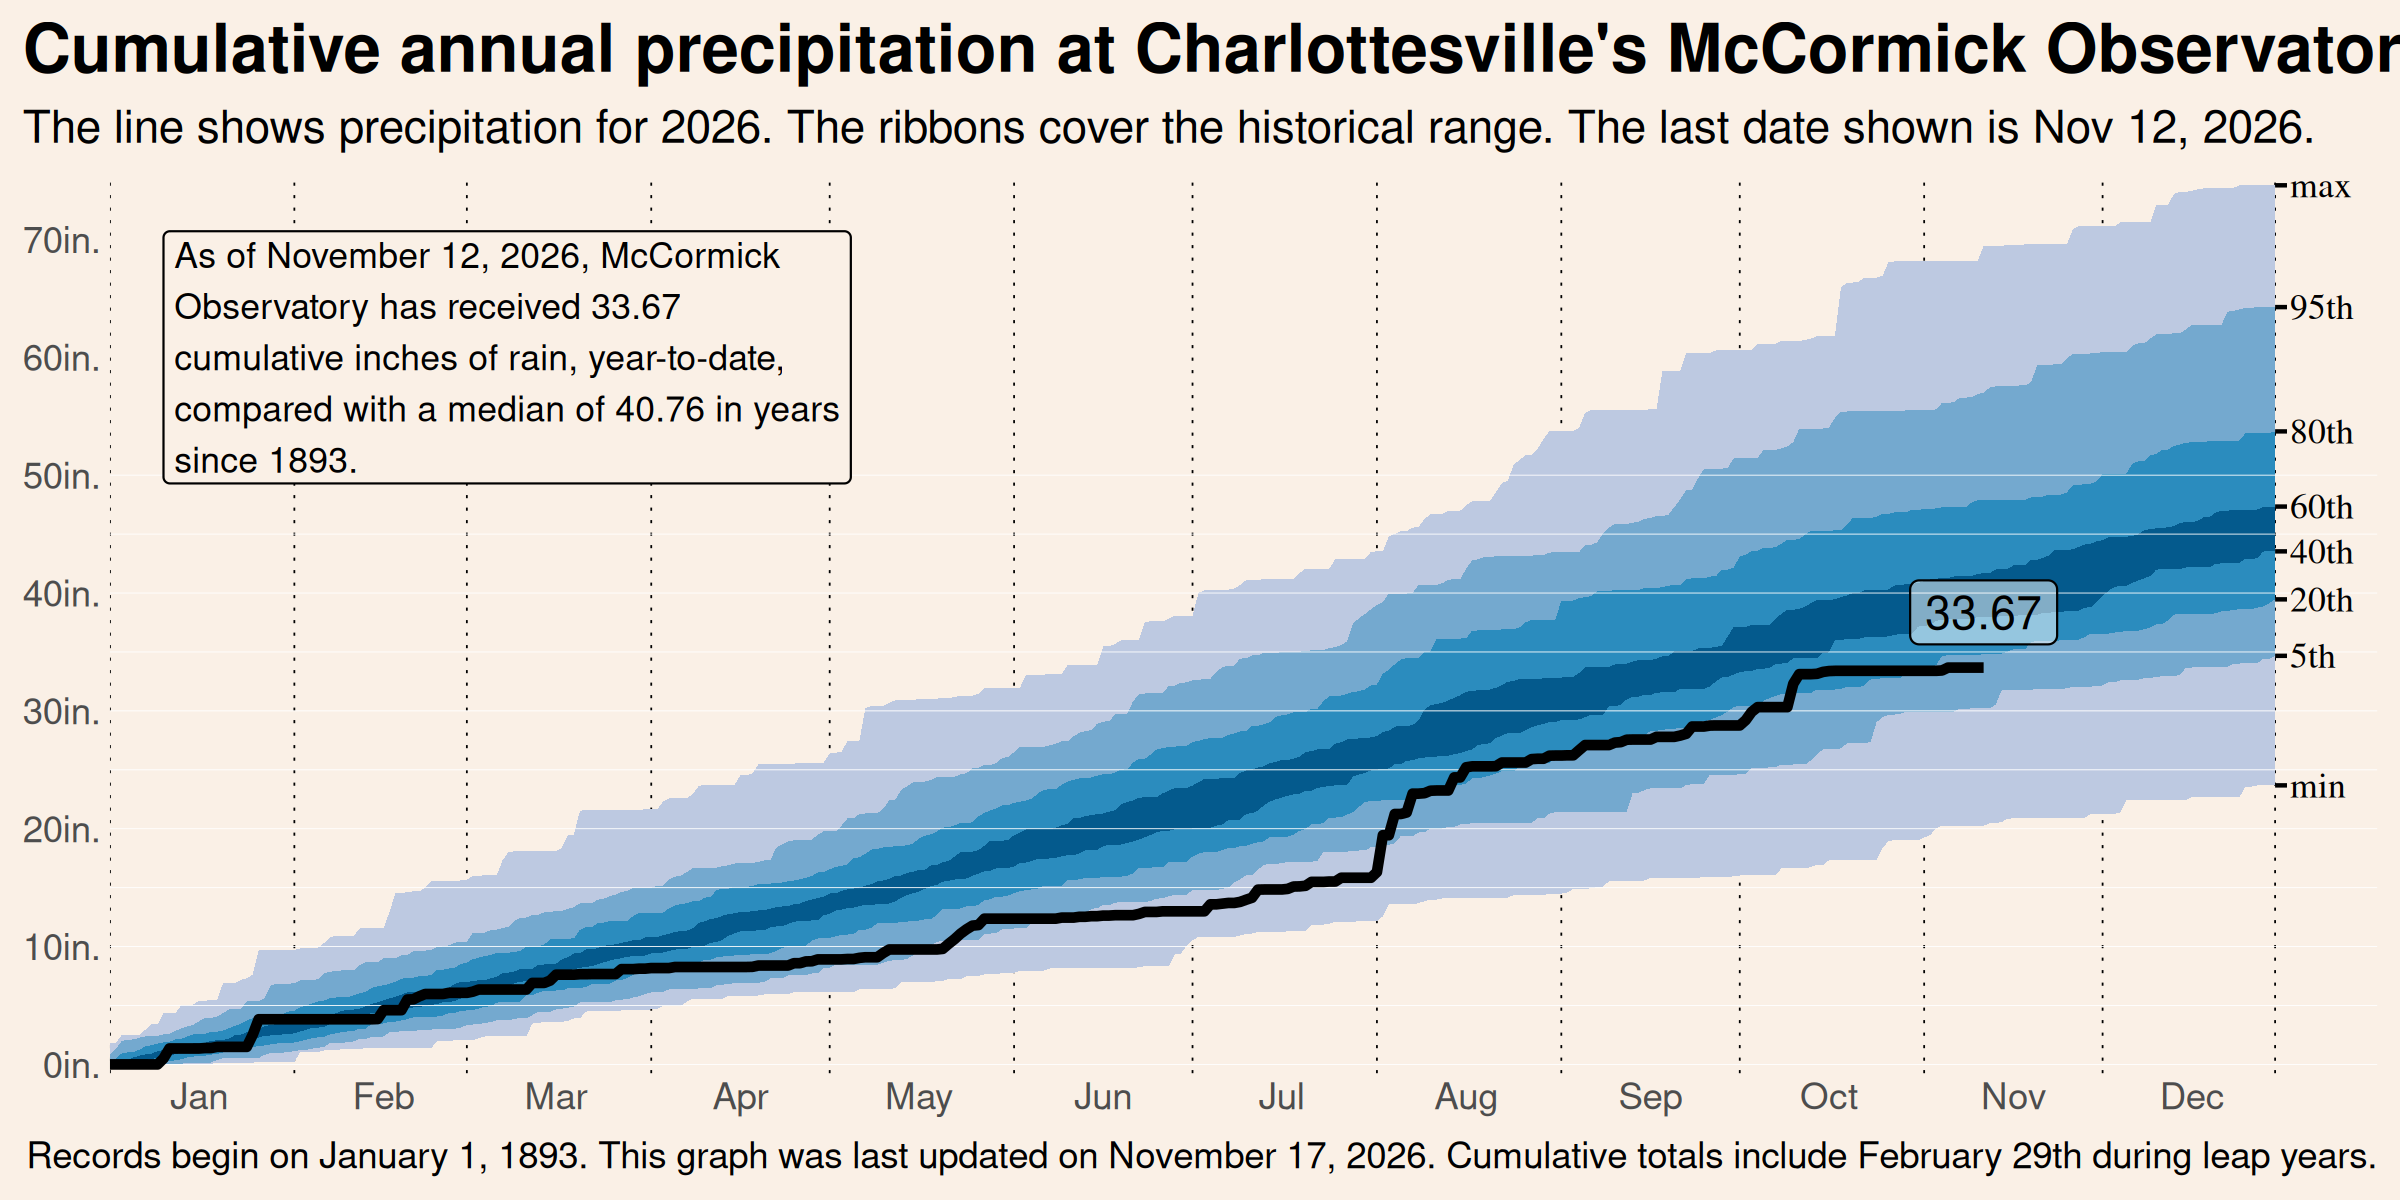 Cumulative annual precipitation at Charlottesville's McCormick Observator
The line shows precipitation for 2026. The ribbons cover the historical range. The last date shown is Nov 12, 2026.
70in.
60in.
50in.
40in.
30in.
20in.
10in.
0in.
As of November 12, 2026, McCormick
Observatory has received 33.67
cumulative inches of rain, year-to-date,
compared with a median of 40.76 in years
since 1893.
33.67
max
95th
80th
60th
40th
20th
5th
min
Jan Feb Mar Apr May Jun Jul Aug Sep Oct Nov Dec
Records begin on January 1, 1893. This graph was last updated on November 17, 2026. Cumulative totals include February 29th during leap years.